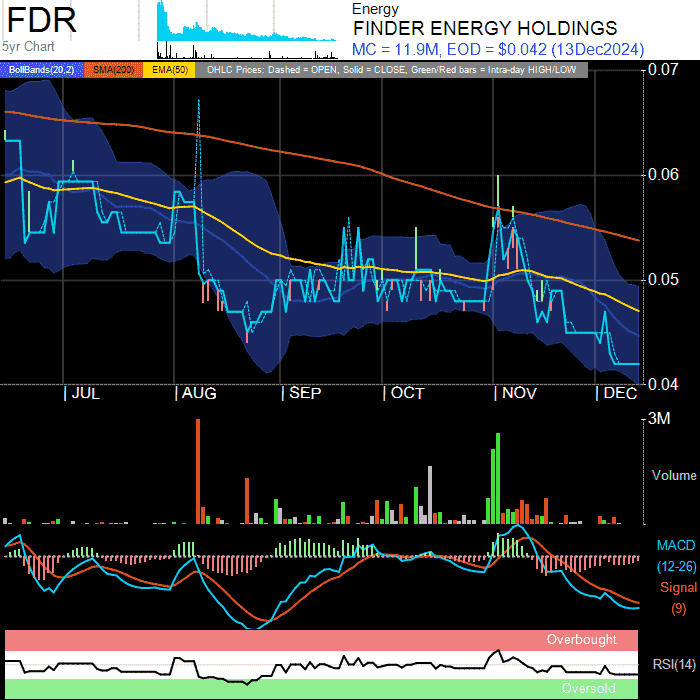 FDR
5yr Chart
Energy
FINDER ENERGY HOLDINGS
MC = 11.9M, EOD = $0.042 (13Dec2024)
BollBands(20,2) SMA(200) EMA(50) OHLC Prices: Dashed = OPEN, Solid = CLOSE, Green/Red bars = Intra-day HIGH/LOW
0.07
0.06
0.05
0.04
JUL AUG SEP OCT NOV DEC
3M
Volume
MACD
(12-26)
Signal
(9)
Overbought
RSI(14)
Oversold